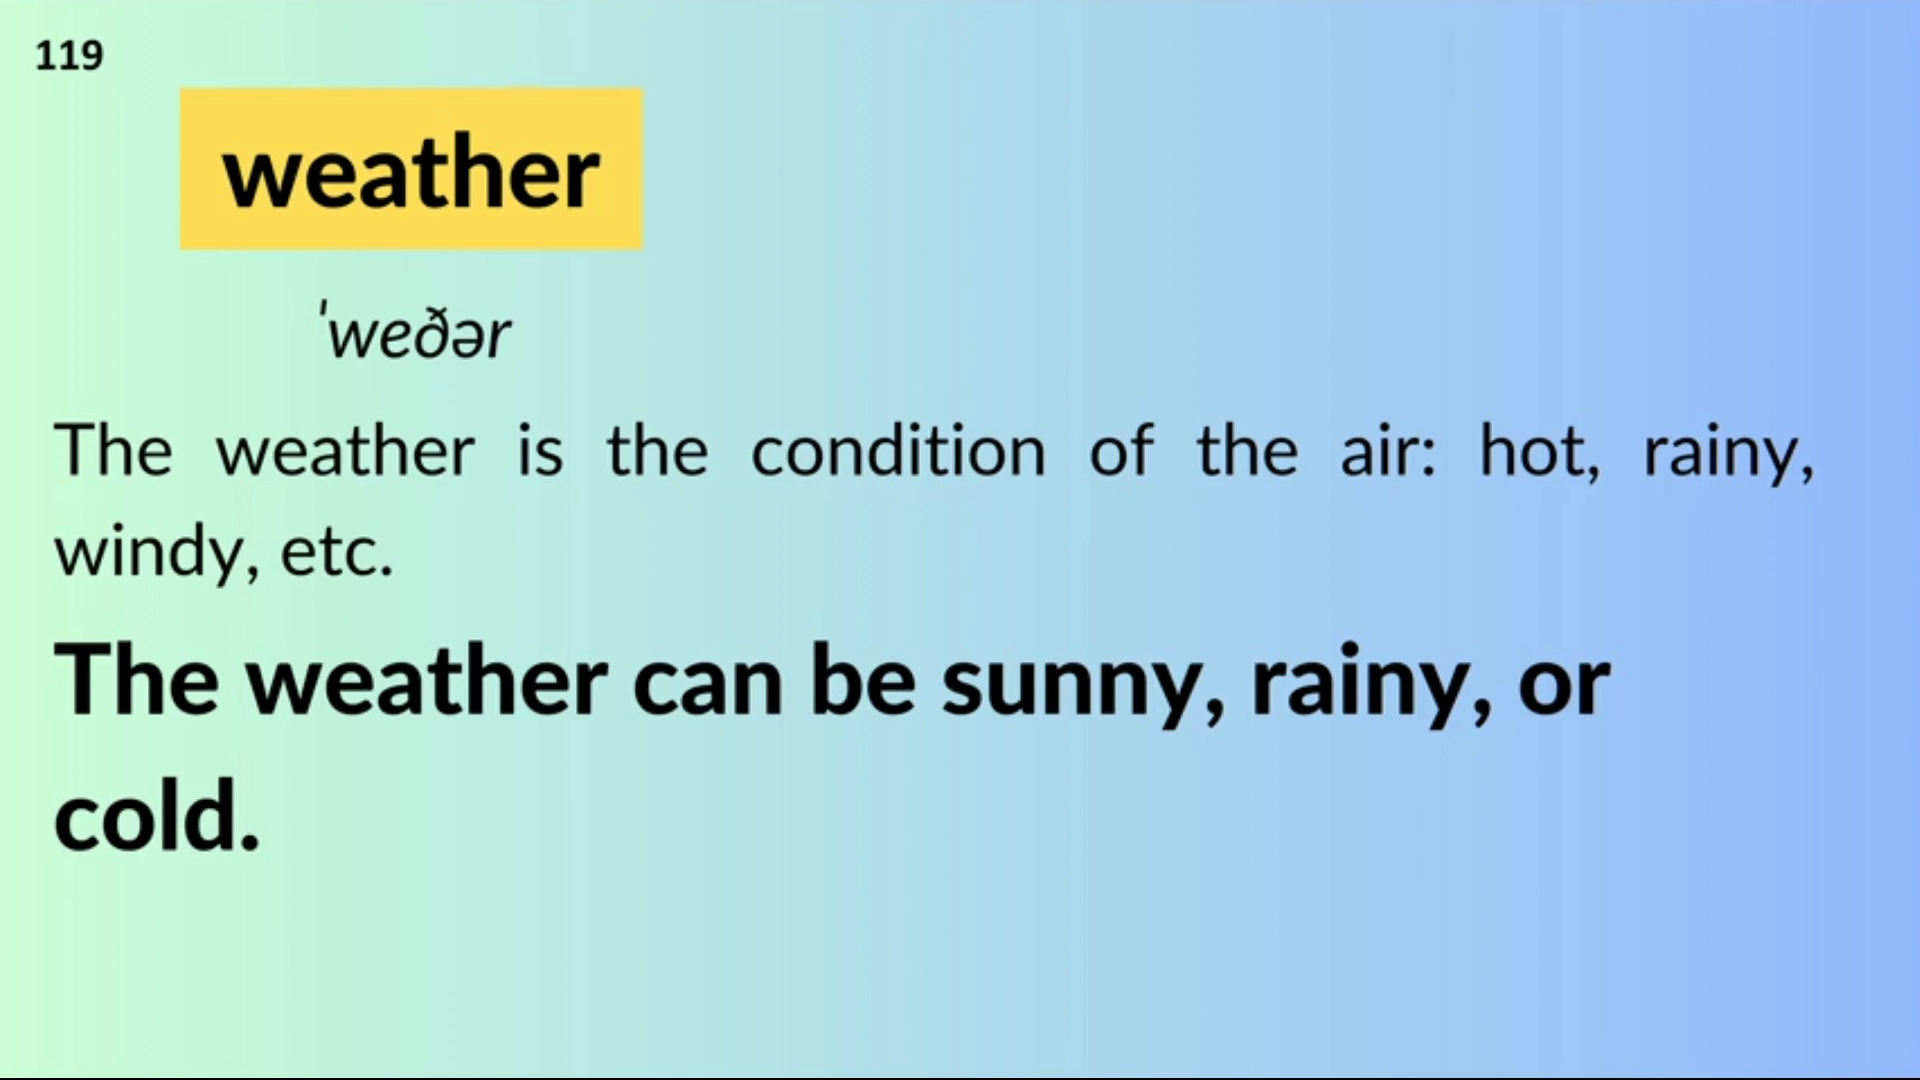 119
weather
ˈweðər
The weather is the condition of the air: hot, rainy,
windy, etc.
The weather can be sunny, rainy, or
cold.